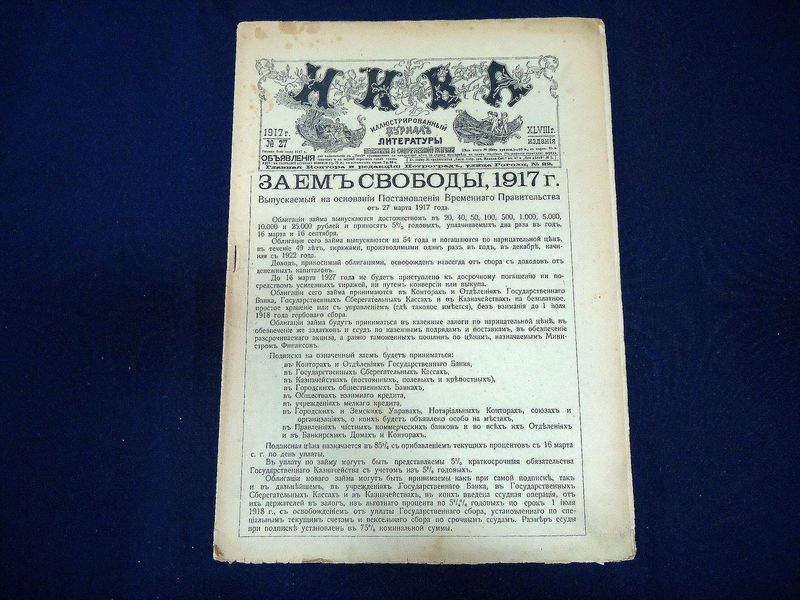 НИВА
ИЛЛЮСТРИРОВАННЫЙ
ЖУРНАЛЪ
ЛИТЕРАТУРЫ
1917 г.
№ 27
XLVIII г.
изданія
ОБЪЯВЛЕНІЯ
Главная Контора и редакція: Петроградъ, улица Гоголя, № 22.
ЗАЕМЪ СВОБОДЫ, 1917 г.
Выпускаемый на основаніи Постановленія Временнаго Правительства
отъ 27 марта 1917 года.
Облигаціи займа выпускаются достоинствомъ въ 20, 40, 50, 100, 500, 1.000, 5.000,
10.000 и 25.000 рублей и приносятъ 5% годовыхъ, уплачиваемыхъ два раза въ годъ,
16 марта и 16 сентября.
Облигаціи сего займа выпускаются на 54 года и погашаются по нарицательной цѣнѣ,
въ теченіе 49 лѣтъ, тиражами, производимыми одинъ разъ въ годъ, въ декабрѣ, начи-
ная съ 1922 года.
Доходъ, приносимый облигаціями, освобожденъ навсегда отъ сбора съ доходовъ отъ
денежныхъ капиталовъ.
До 16 марта 1927 года не будетъ приступлено къ досрочному погашенію ни по-
средствомъ усиленныхъ тиражей, ни путемъ конверсіи или выкупа.
Облигаціи сего займа принимаются въ Конторахъ и Отдѣленіяхъ Государственнаго
Банка, Государственныхъ Сберегательныхъ Кассахъ и въ Казначействахъ на безплатное,
простое храненіе или съ управленіемъ (гдѣ таковое имѣется), безъ взиманія до 1 іюля
1918 года гербоваго сбора.
Облигаціи займа будутъ приниматься въ казенные залоги по нарицательной цѣнѣ, въ
обезпеченіе же задатковъ и ссудъ по казеннымъ подрядамъ и поставкамъ, въ обезпеченіе
разсрочиваемаго акциза, а равно таможенныхъ пошлинъ по цѣнамъ, назначаемымъ Мини-
стромъ Финансовъ.
Подписка на означенный заемъ будетъ приниматься:
въ Конторахъ и Отдѣленіяхъ Государственнаго Банка,
въ Государственныхъ Сберегательныхъ Кассахъ,
въ Казначействахъ (постоянныхъ, полевыхъ и крѣпостныхъ),
въ Городскихъ общественныхъ Банкахъ,
въ Обществахъ взаимнаго кредита,
въ учрежденіяхъ мелкаго кредита,
въ Городскихъ и Земскихъ Управахъ, Нотаріальныхъ Конторахъ, союзахъ и
организаціяхъ, о коихъ будетъ объявлено особо на мѣстахъ,
въ Правленіяхъ частныхъ коммерческихъ банковъ и во всѣхъ ихъ Отдѣленіяхъ
и въ Банкирскихъ Домахъ и Конторахъ.
Подписная цѣна назначается въ 85% съ прибавленіемъ текущихъ процентовъ съ 16 марта
с. г. по день уплаты.
Въ уплату по займу могутъ быть представляемы 5% краткосрочныя обязательства
Государственнаго Казначейства съ учетомъ изъ 5% годовыхъ.
Облигаціи новаго займа могутъ быть принимаемы какъ при самой подпискѣ, такъ
и въ дальнѣйшемъ, въ учрежденіяхъ Государственнаго Банка, въ Государственныхъ
Сберегательныхъ Кассахъ и въ Казначействахъ, въ коихъ введена ссудная операція, отъ
ихъ держателей въ залогъ, изъ льготнаго процента по годовыхъ по срокъ 1 іюля
1918 г., съ освобожденіемъ отъ уплаты Государственнаго сбора, установленнаго по спе-
ціальнымъ текущимъ счетамъ и вексельнаго сбора по срочнымъ ссудамъ. Размѣръ ссуды
при подпискѣ установленъ въ 75% номинальной суммы.